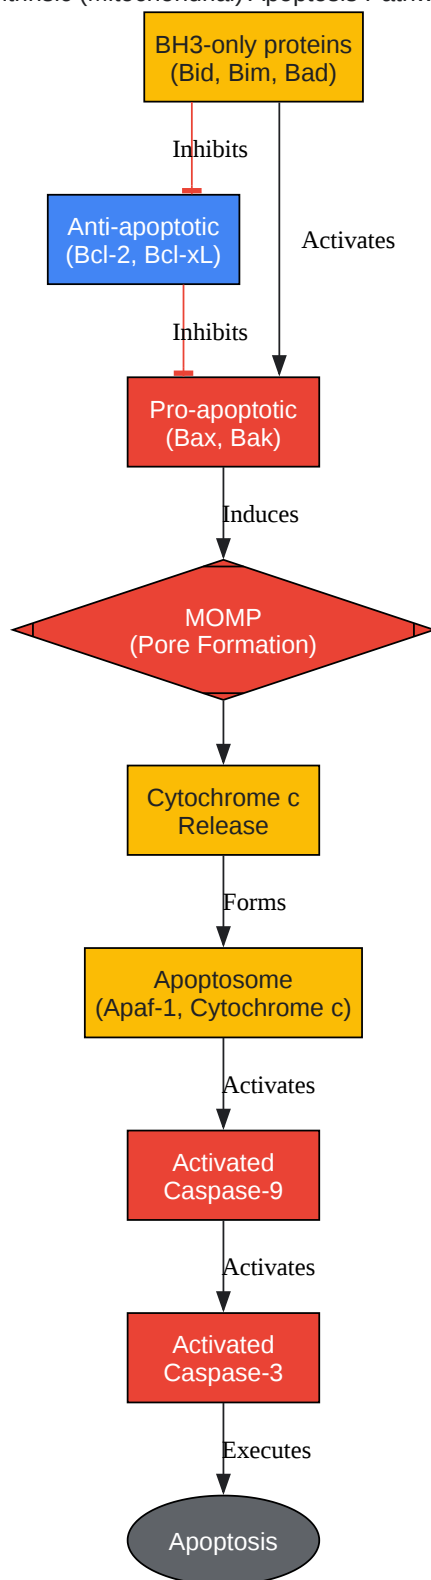 (mitochondrial) Apoptosis
BH3-only proteins
(Bid, Bim, Bad)
Inhibits
Anti-apoptotic
(Bcl-2, Bcl-xL)
Activates
Inhibits
Pro-apoptotic
(Bax, Bak)
Induces
MOMP
(Pore Formation)
Cytochrome c
Release
Forms
Apoptosome
(Apaf-1, Cytochrome c)
Activates
Activated
Caspase-9
Activates
Activated
Caspase-3
Executes
Apoptosis